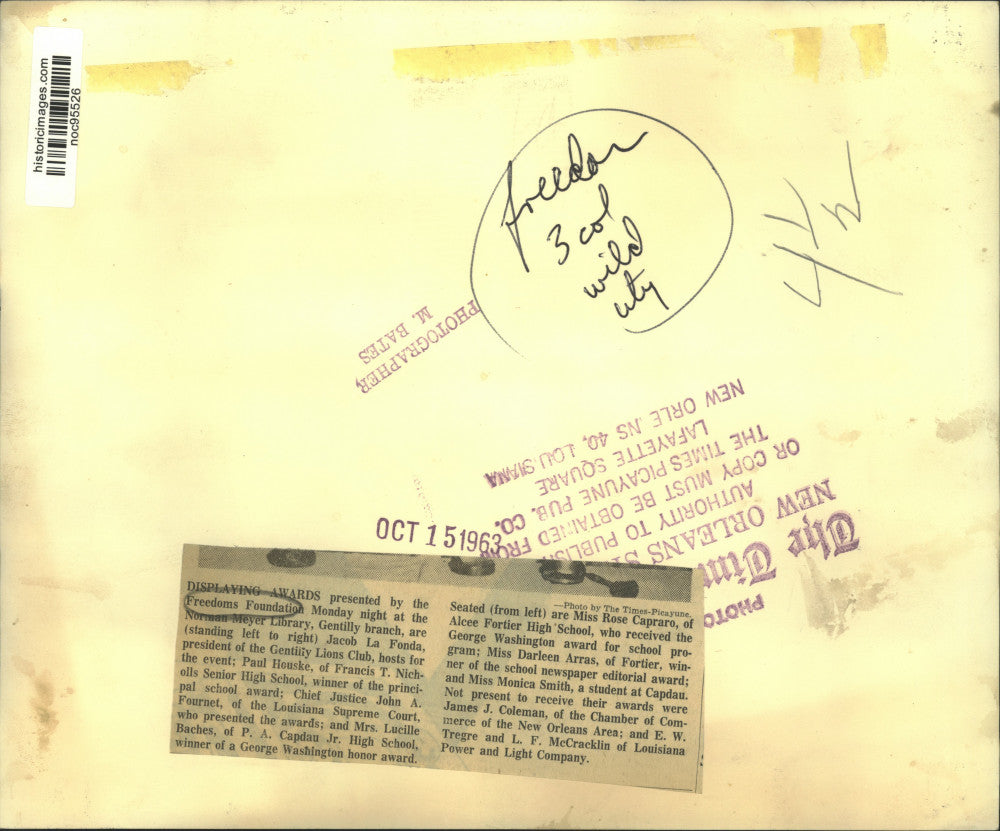 historicimages.com
noc95526
freedom
3 col
wild
cty
4 1/2
PHOTOGRAPHER
M. BATES
PHOTO
The Tim
NEW ORLEANS S
AUTHORITY TO PUBLISH
OR COPY MUST BE OBTAINED FROM
THE TIMES PICAYUNE PUB. CO.
LAFAYETTE SQUARE
NEW ORLE NS 40, LOU SIANA
OCT 15 1963
DISPLAYING AWARDS presented by the
Freedoms Foundation Monday night at the
Norman Meyer Library, Gentilly branch, are
(standing left to right) Jacob La Fonda,
president of the Gentilly Lions Club, hosts for
the event; Paul Houske, of Francis T. Nich-
olls Senior High School, winner of the princi-
pal school award; Chief Justice John A.
Fournet, of the Louisiana Supreme Court,
who presented the awards; and Mrs. Lucille
Baches, of P. A. Capdau Jr. High School,
winner of a George Washington honor award.
—Photo by The Times-Picayune.
Seated (from left) are Miss Rose Capraro, of
Alcee Fortier High School, who received the
George Washington award for school pro-
gram; Miss Darleen Arras, of Fortier, win-
ner of the school newspaper editorial award;
and Miss Monica Smith, a student at Capdau.
Not present to receive their awards were
James J. Coleman, of the Chamber of Com-
merce of the New Orleans Area; and E. W.
Tregre and L. F. McCracklin of Louisiana
Power and Light Company.